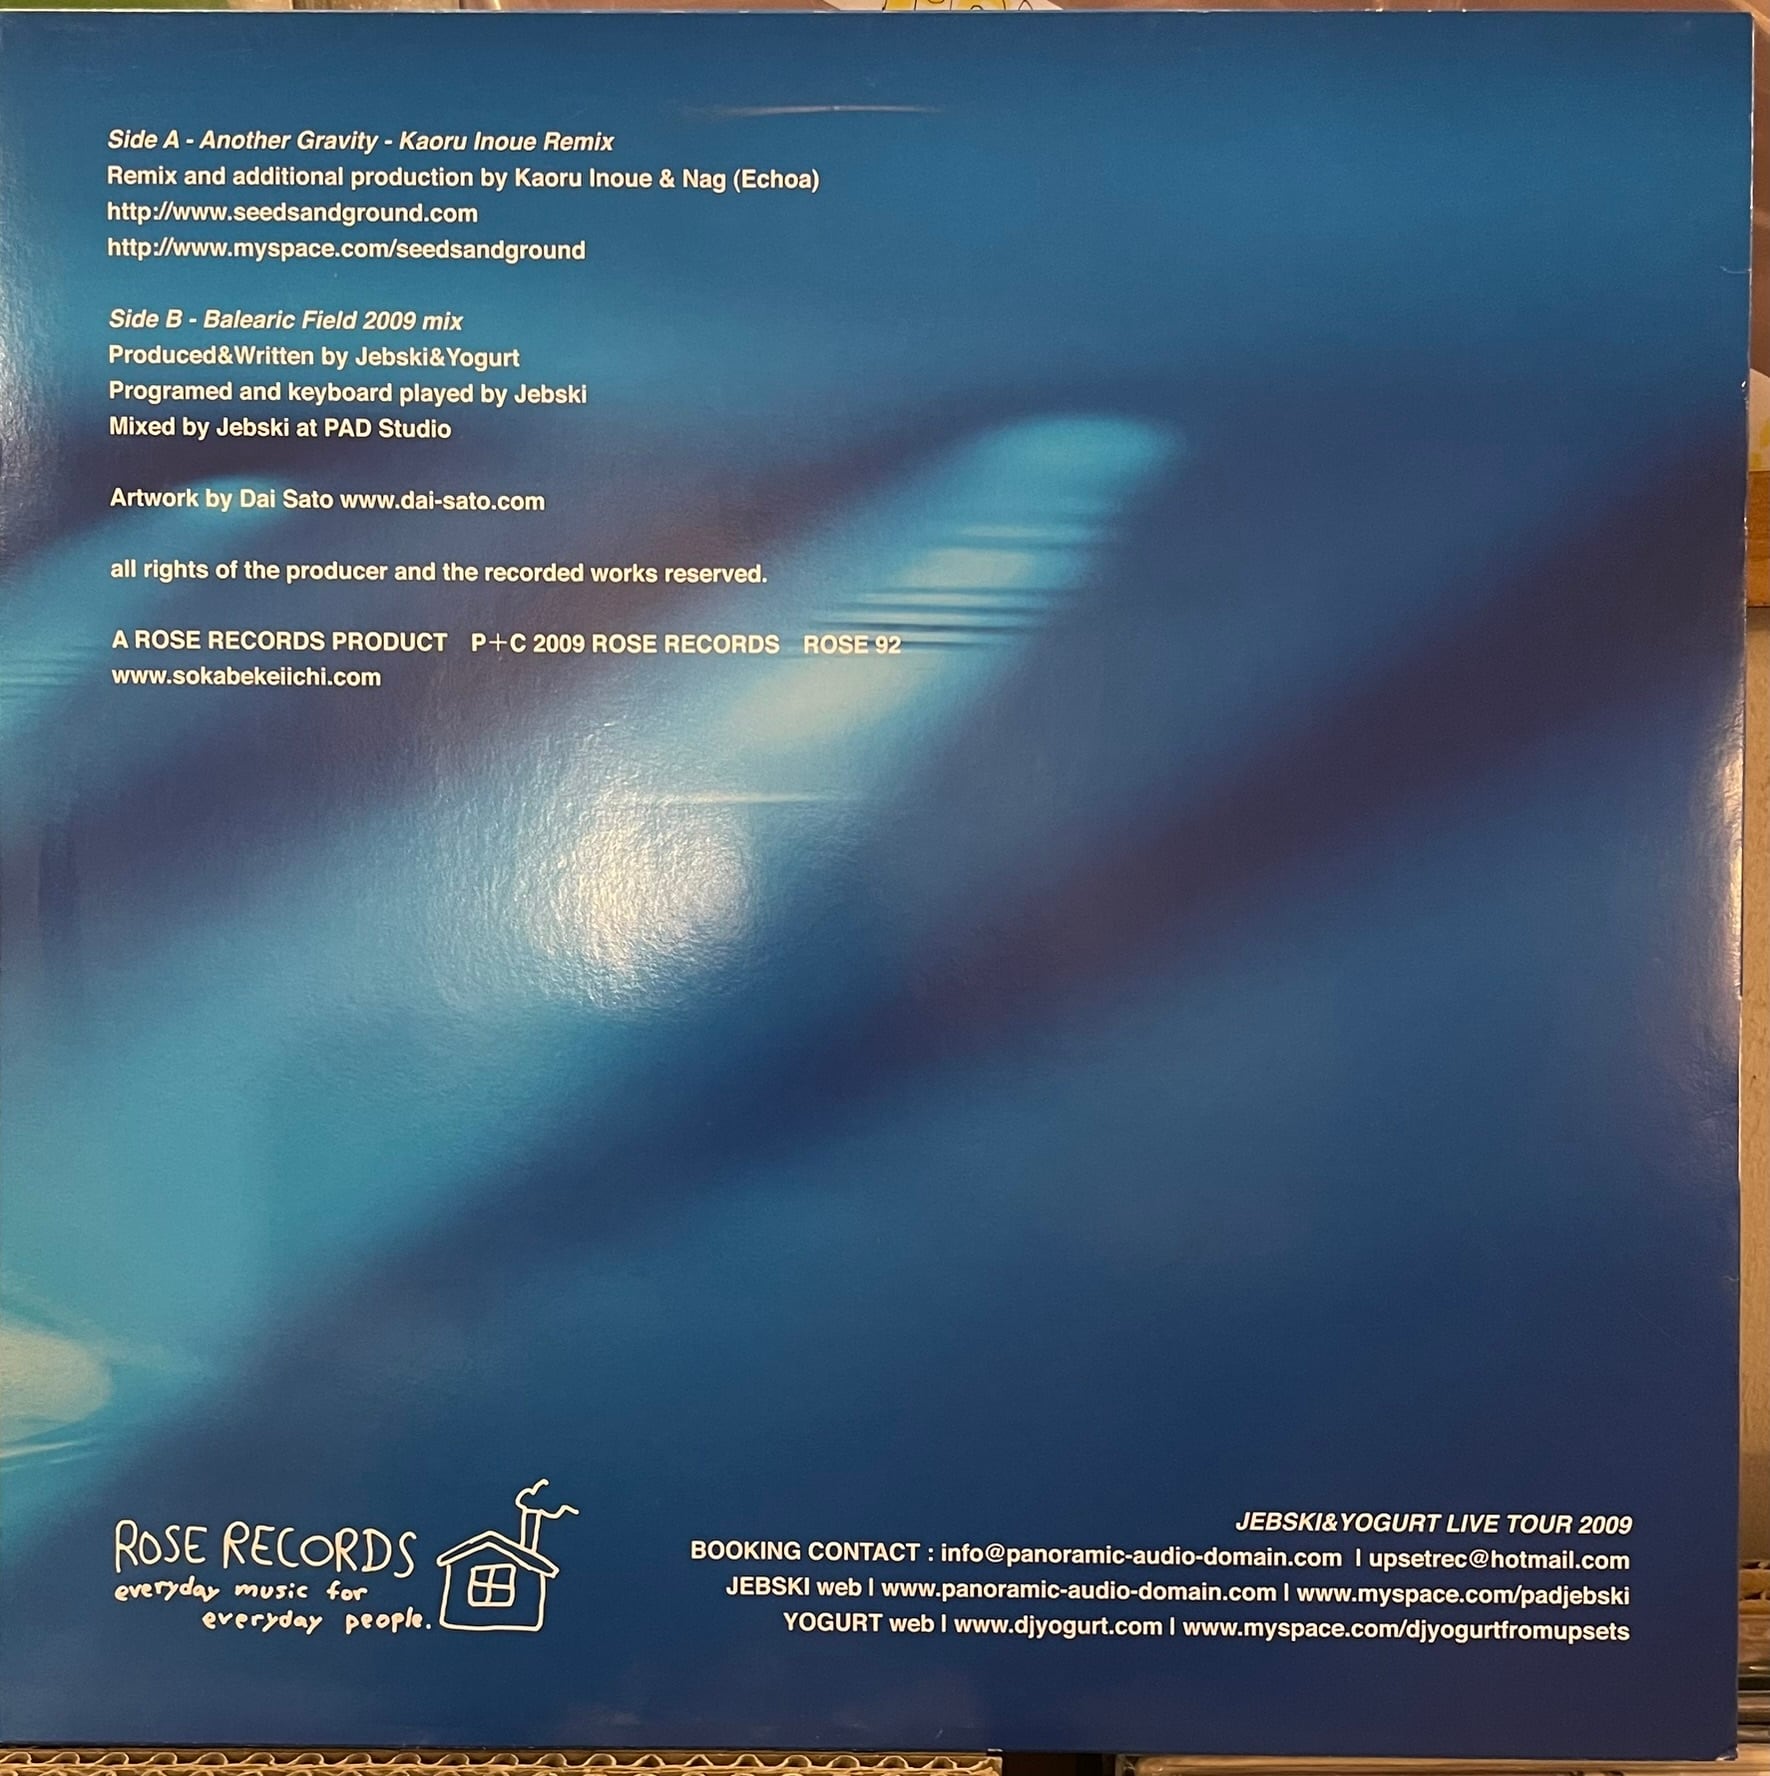 Side A - Another Gravity - Kaoru Inoue Remix
Remix and additional production by Kaoru Inoue & Nag (Echoa)
http://www.seedsandground.com
http://www.myspace.com/seedsandground
Side B - Balearic Field 2009 mix
Produced&Written by Jebski&Yogurt
Programed and keyboard played by Jebski
Mixed by Jebski at PAD Studio
Artwork by Dai Sato www.dai-sato.com
all rights of the producer and the recorded works reserved.
A ROSE RECORDS PRODUCT P+C 2009 ROSE RECORDS ROSE 92
www.sokabekeiichi.com
ROSE RECORDS
everyday music for
everyday people.
JEBSKI&YOGURT LIVE TOUR 2009
BOOKING CONTACT : info@panoramic-audio-domain.com | upsetrec@hotmail.com
JEBSKI web | www.panoramic-audio-domain.com | www.myspace.com/padjebski
YOGURT web | www.djyogurt.com | www.myspace.com/djyogurtfromupsets